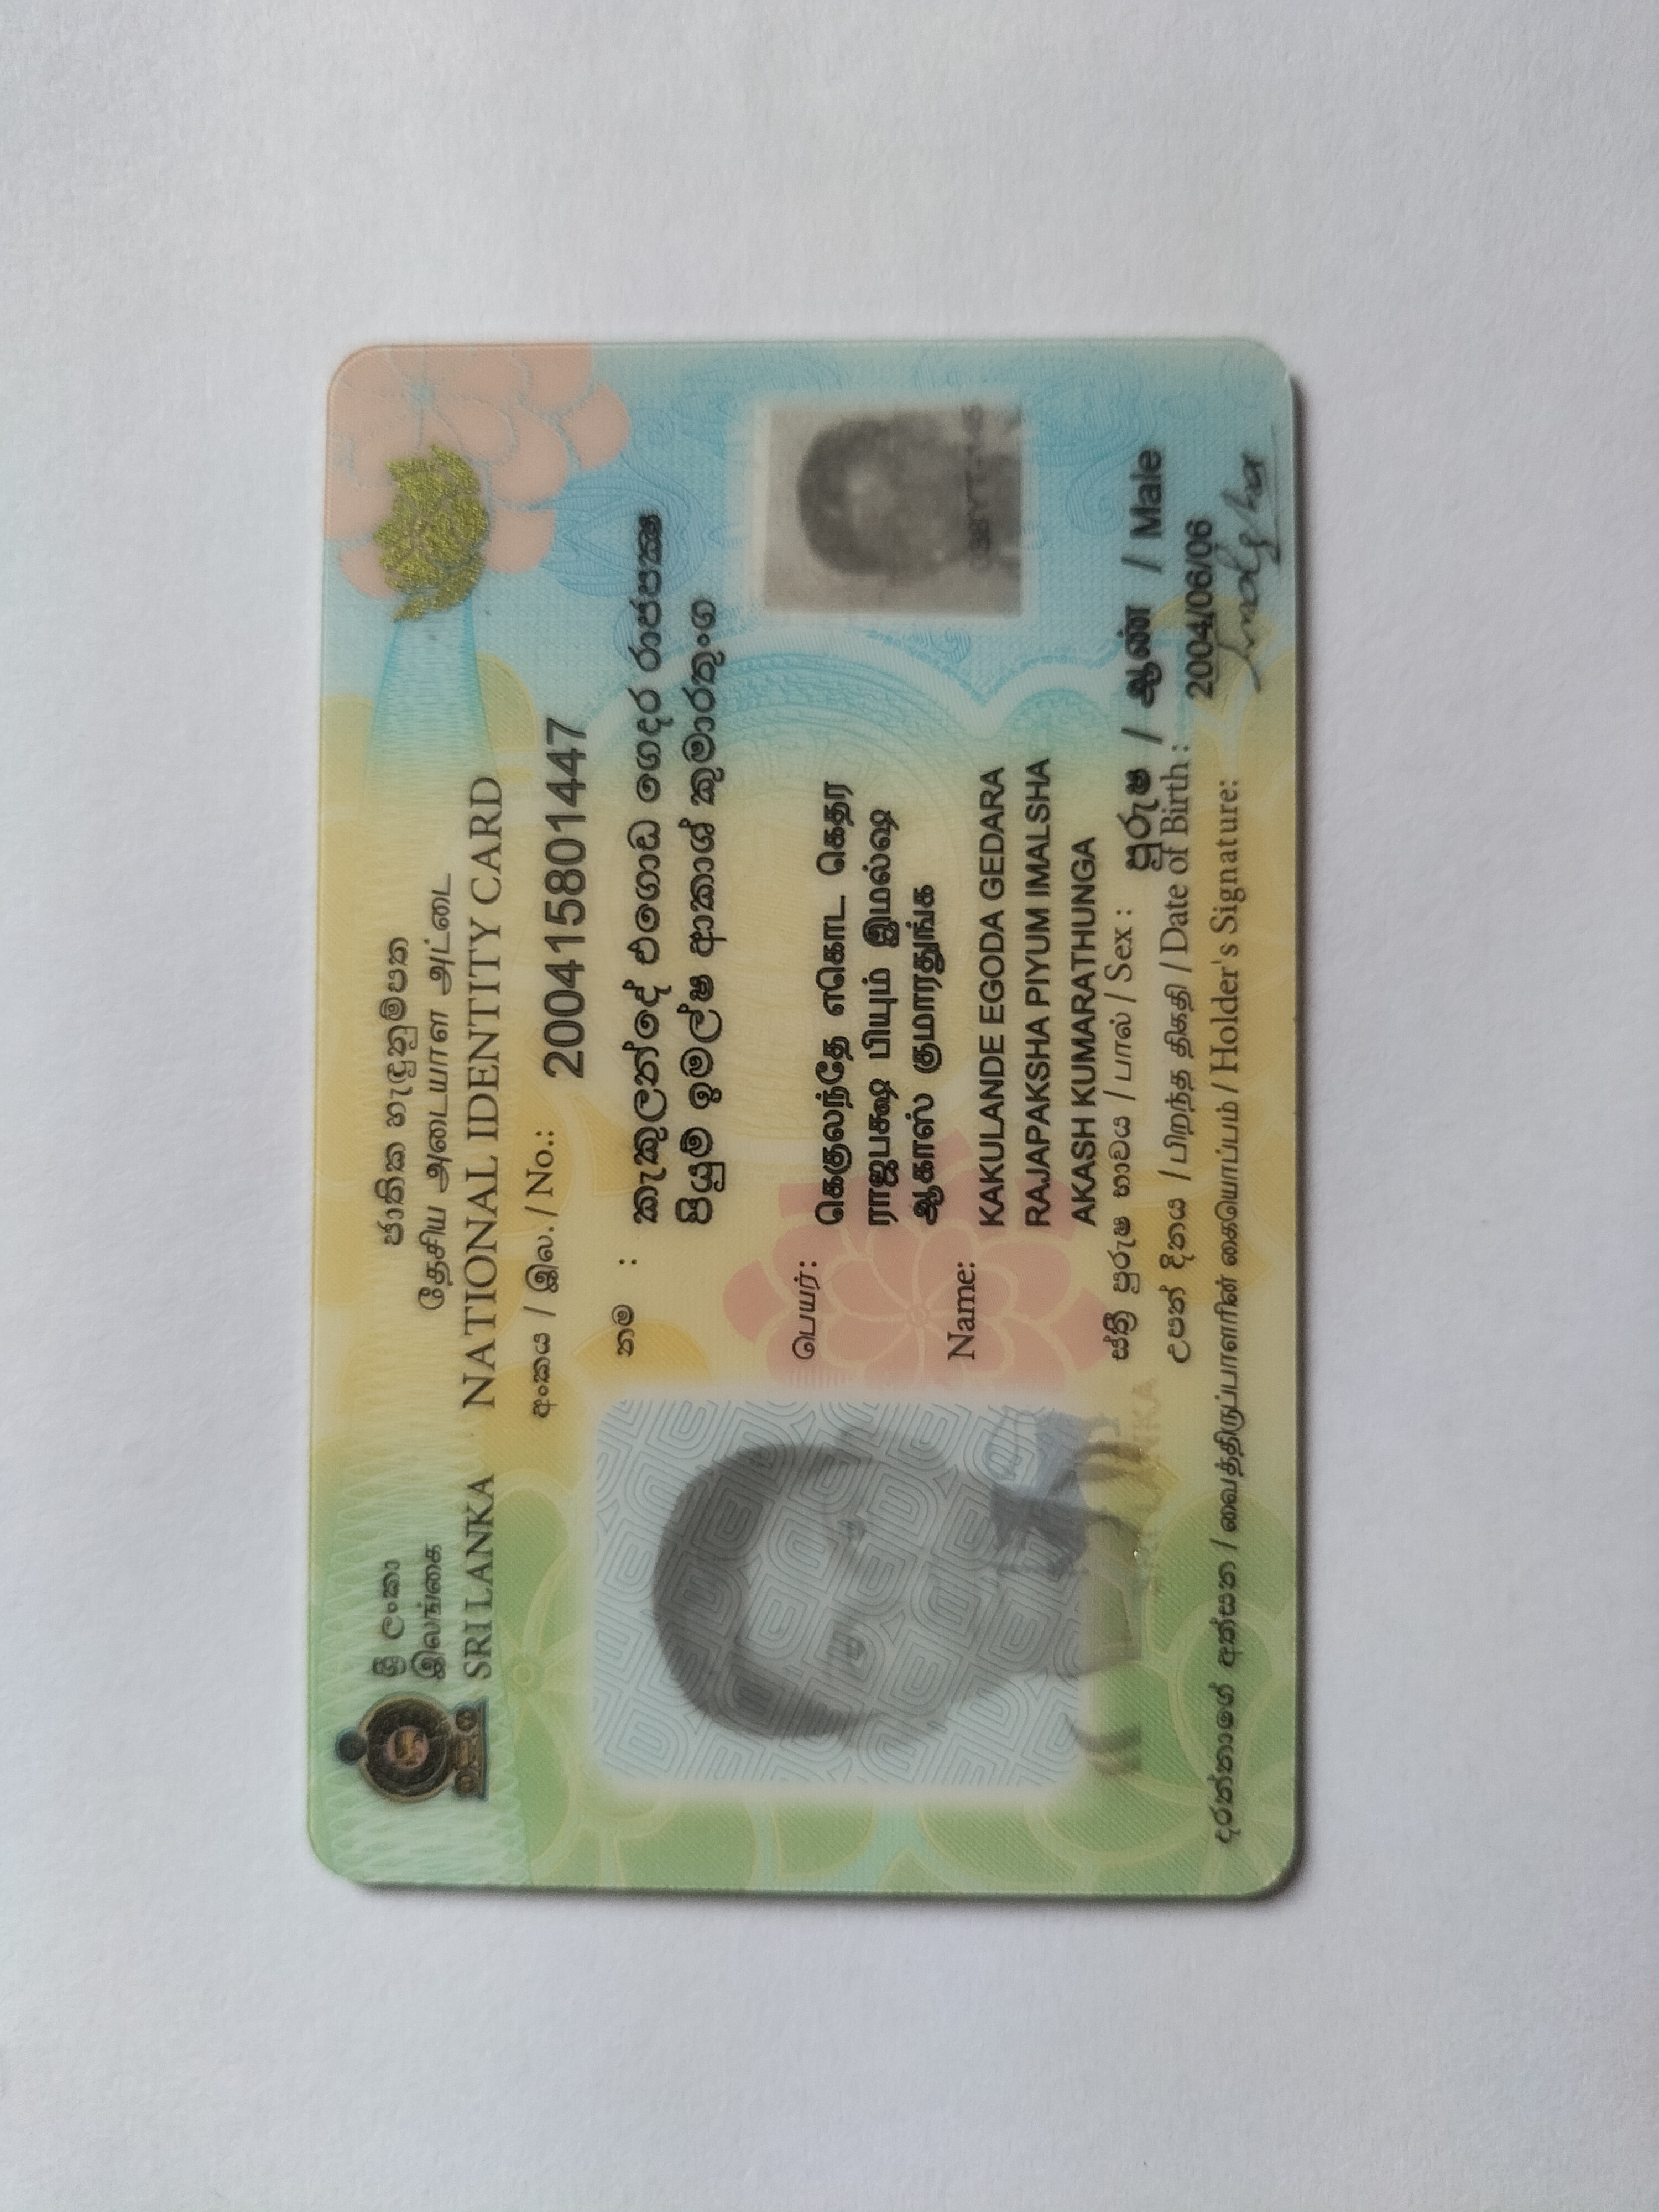 ශ්‍රී ලංකා ජාතික හැඳුනුම්පත
இலங்கை தேசிய அடையாள அட்டை
SRI LANKA NATIONAL IDENTITY CARD
අංකය / இல. / No.: 200415801447
නම : කැකුලන්දේ එගොඩ ගෙදර රාජපක්ෂ
පියුම් ඉමල්ෂ ආකාශ් කුමාරතුංග
பெயர்: கெகுலந்தே எகொட கெதர
ராஜபக்ஷ பியும் இமல்ஷ
ஆகாஸ் குமாரதுங்க
Name: KAKULANDE EGODA GEDARA
RAJAPAKSHA PIYUM IMALSHA
AKASH KUMARATHUNGA
ස්ත්‍රී පුරුෂ භාවය / பால் / Sex : පුරුෂ / ஆண் / Male
උපන් දිනය / பிறந்த திகதி / Date of Birth : 2004/06/06
දරන්නාගේ අත්සන / வைத்திருப்பாளரின் கையொப்பம் / Holder's Signature: